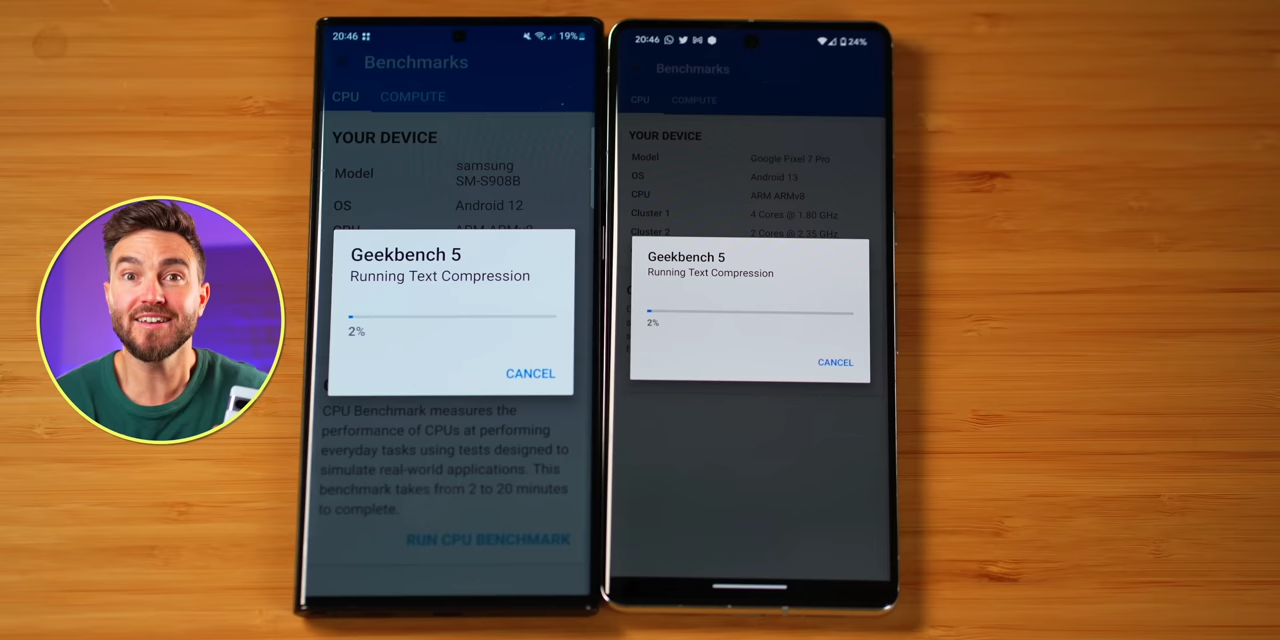 20:46
19%
Benchmarks
CPU COMPUTE
YOUR DEVICE
Model samsung
SM-S908B
OS Android 12
CPU ARM ARMv8
Geekbench 5
Running Text Compression
2%
CANCEL
CPU Benchmark measures the
performance of CPUs at performing
everyday tasks using tests designed to
simulate real-world applications. This
benchmark takes from 2 to 20 minutes
to complete.
RUN CPU BENCHMARK
20:46
24%
Benchmarks
CPU COMPUTE
YOUR DEVICE
Model Google Pixel 7 Pro
OS Android 13
CPU ARM ARMv8
Cluster 1 4 Cores @ 1.80 GHz
Cluster 2 2 Cores @ 2.35 GHz
Geekbench 5
Running Text Compression
2%
CANCEL